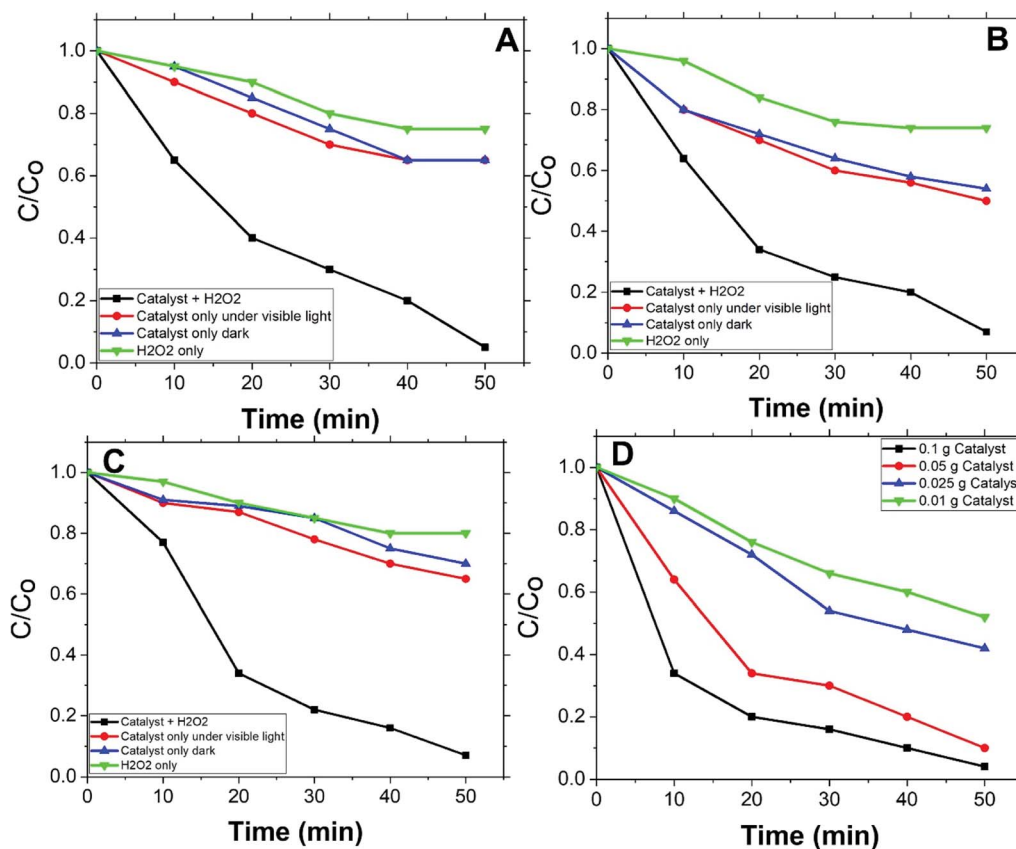 A
C/Co
1.0
0.8
0.6
0.4
0.2
0.0
Catalyst + H2O2
Catalyst only under visible light
Catalyst only dark
H2O2 only
0 10 20 30 40 50
Time (min)
B
C/Co
1.0
0.8
0.6
0.4
0.2
0.0
Catalyst + H2O2
Catalyst only under visible light
Catalyst only dark
H2O2 only
0 10 20 30 40 50
Time (min)
C
C/Co
1.0
0.8
0.6
0.4
0.2
0.0
Catalyst + H2O2
Catalyst only under visible light
Catalyst only dark
H2O2 only
0 10 20 30 40 50
Time (min)
D
0.1 g Catalyst
0.05 g Catalyst
0.025 g Catalyst
0.01 g Catalyst
C/Co
1.0
0.8
0.6
0.4
0.2
0.0
0 10 20 30 40 50
Time (min)